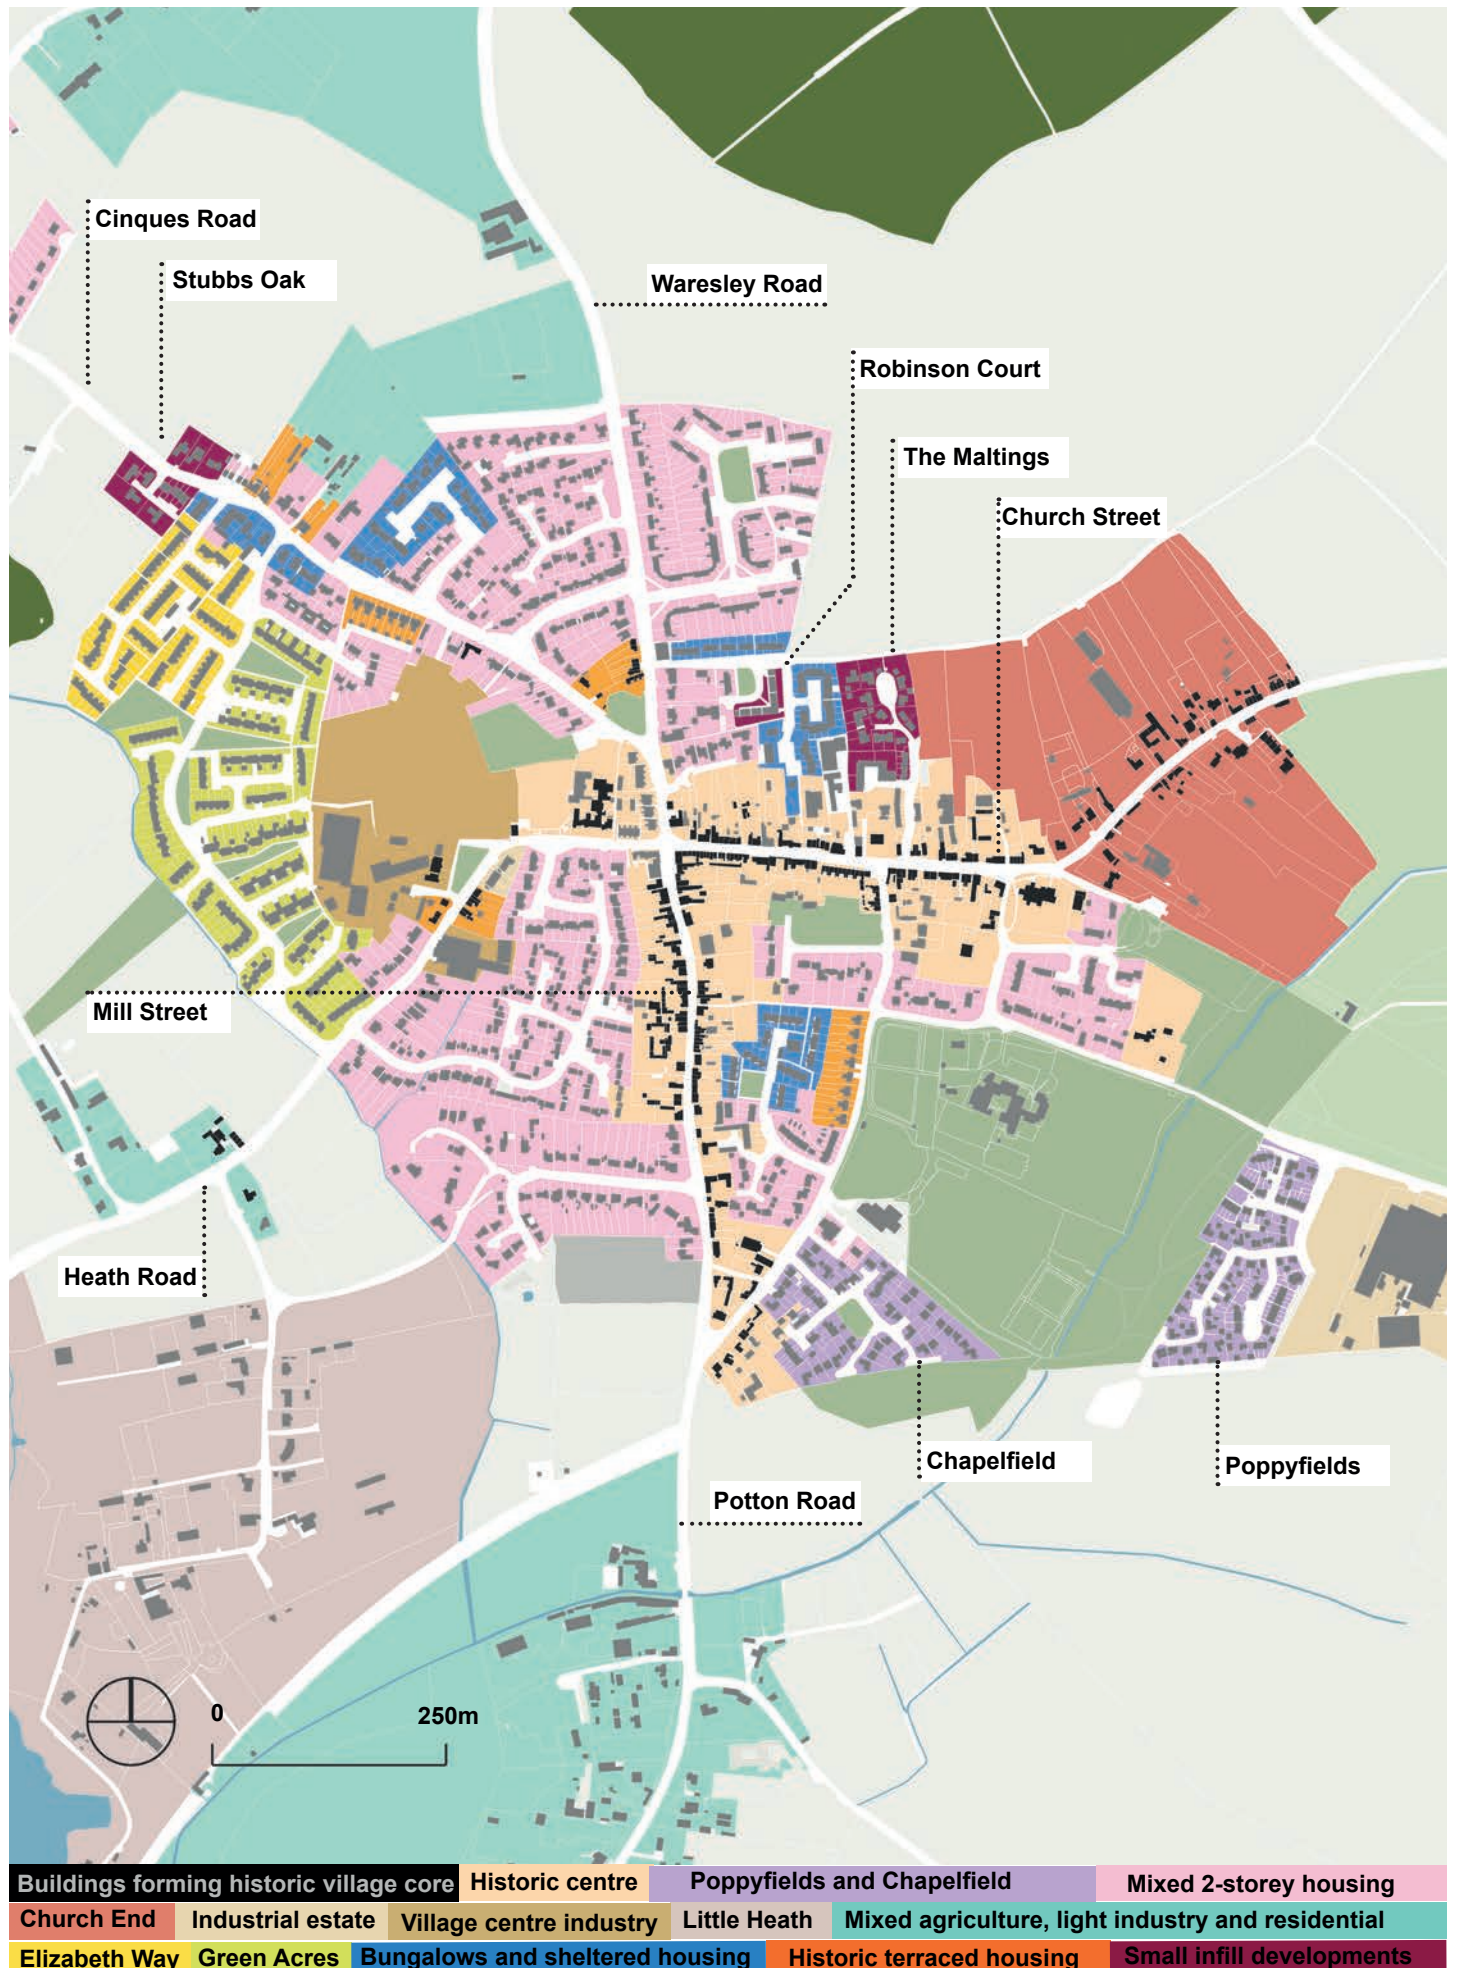 Cinques Road
Stubbs Oak
Waresley Road
Robinson Court
The Maltings
Church Street
Mill Street
Heath Road
Chapelfield
Poppyfields
Potton Road
0 250m
Buildings forming historic village core Historic centre Poppyfields and Chapelfield Mixed 2-storey housing
Church End Industrial estate Village centre industry Little Heath Mixed agriculture, light industry and residential
Elizabeth Way Green Acres Bungalows and sheltered housing Historic terraced housing Small infill developments